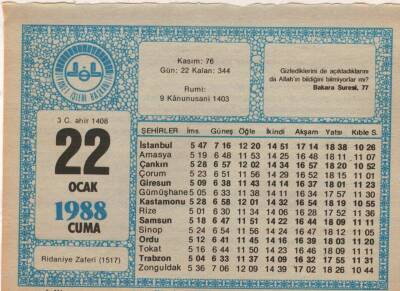 DİYANET İŞLERİ BAŞKANLIĞI
3 C. ahir 1408
22
OCAK
1988
CUMA
Ridaniye Zaferi (1517)
Kasım: 76
Gün: 22 Kalan: 344
Rumi:
9 Kânunusani 1403
Gizlediklerini de açıkladıklarını
da Allah'ın bildiğini bilmiyorlar mı?
Bakara Suresi, 77
ŞEHİRLER İms. Güneş Öğle İkindi Akşam Yatsı Kıble S.
İstanbul 5 47 7 16 12 20 14 51 17 14 18 38 10 26
Amasya 5 19 6 48 11 53 14 25 16 48 18 11 11 07
Çankırı 5 28 6 57 12 02 14 34 16 57 18 20 10 52
Çorum 5 23 6 51 11 56 14 29 16 52 18 15 11 01
Giresun 5 09 6 38 11 43 14 14 16 37 18 01 11 23
Gümüşhane 5 05 6 33 11 38 14 11 16 34 17 57 11 30
Kastamonu 5 28 6 58 12 01 14 32 16 54 18 19 10 55
Rize 5 01 6 30 11 34 14 06 16 28 17 52 11 36
Samsun 5 18 6 47 11 51 14 22 16 44 18 09 11 11
Sinop 5 24 6 54 11 56 14 26 16 47 18 12 11 05
Ordu 5 12 6 41 11 45 14 16 16 39 18 03 11 20
Tokat 5 16 6 44 11 50 14 23 16 46 18 09 11 11
Trabzon 5 04 6 33 11 37 14 09 16 32 17 55 11 31
Zonguldak 5 36 7 06 12 09 14 39 17 02 18 26 10 44